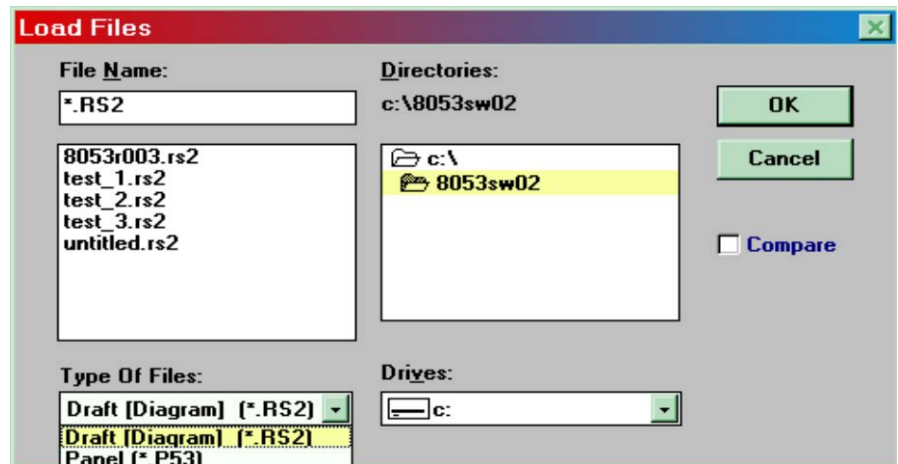 Load Files
File Name:
*.RS2
8053r003.rs2
test_1.rs2
test_2.rs2
test_3.rs2
untitled.rs2
Type Of Files:
Draft [Diagram] (*.RS2)
Draft [Diagram] (*.RS2)
Panel (*.P53)
Directories:
c:\8053sw02
c:\
8053sw02
Drives:
c:
OK
Cancel
Compare